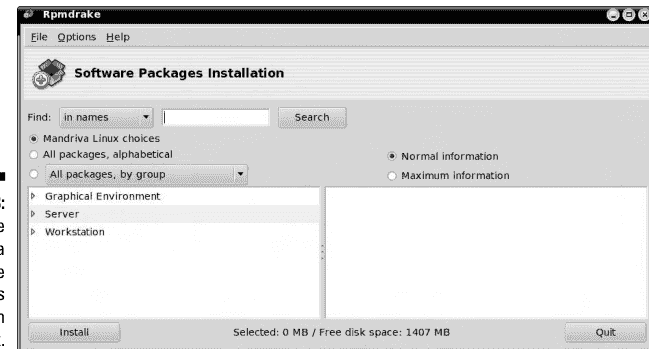 Rpmdrake
File Options Help
Software Packages Installation
Find: in names Search
Mandriva Linux choices
All packages, alphabetical
All packages, by group
Normal information
Maximum information
Graphical Environment
Server
Workstation
Install Selected: 0 MB / Free disk space: 1407 MB Quit